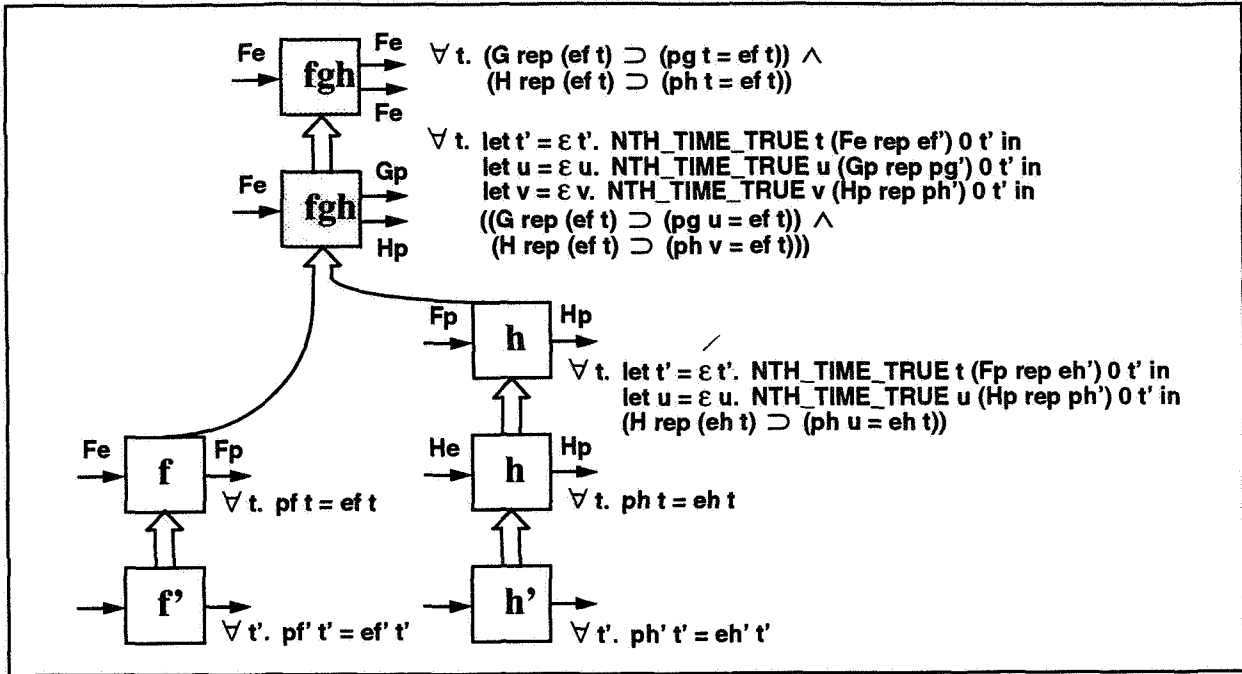 Fe
fgh
Fe
Fe
∀ t. (G rep (ef t) ⊃ (pg t = ef t)) ∧
(H rep (ef t) ⊃ (ph t = ef t))
Fe
fgh
Gp
Hp
∀ t. let t' = ε t'. NTH_TIME_TRUE t (Fe rep ef') 0 t' in
let u = ε u. NTH_TIME_TRUE u (Gp rep pg') 0 t' in
let v = ε v. NTH_TIME_TRUE v (Hp rep ph') 0 t' in
((G rep (ef t) ⊃ (pg u = ef t)) ∧
(H rep (ef t) ⊃ (ph v = ef t)))
Fp
h
Hp
∀ t. let t' = ε t'. NTH_TIME_TRUE t (Fp rep eh') 0 t' in
let u = ε u. NTH_TIME_TRUE u (Hp rep ph') 0 t' in
(H rep (eh t) ⊃ (ph u = eh t))
Fe
f
Fp
∀ t. pf t = ef t
He
h
Hp
∀ t. ph t = eh t
f'
∀ t'. pf' t' = ef' t'
h'
∀ t'. ph' t' = eh' t'